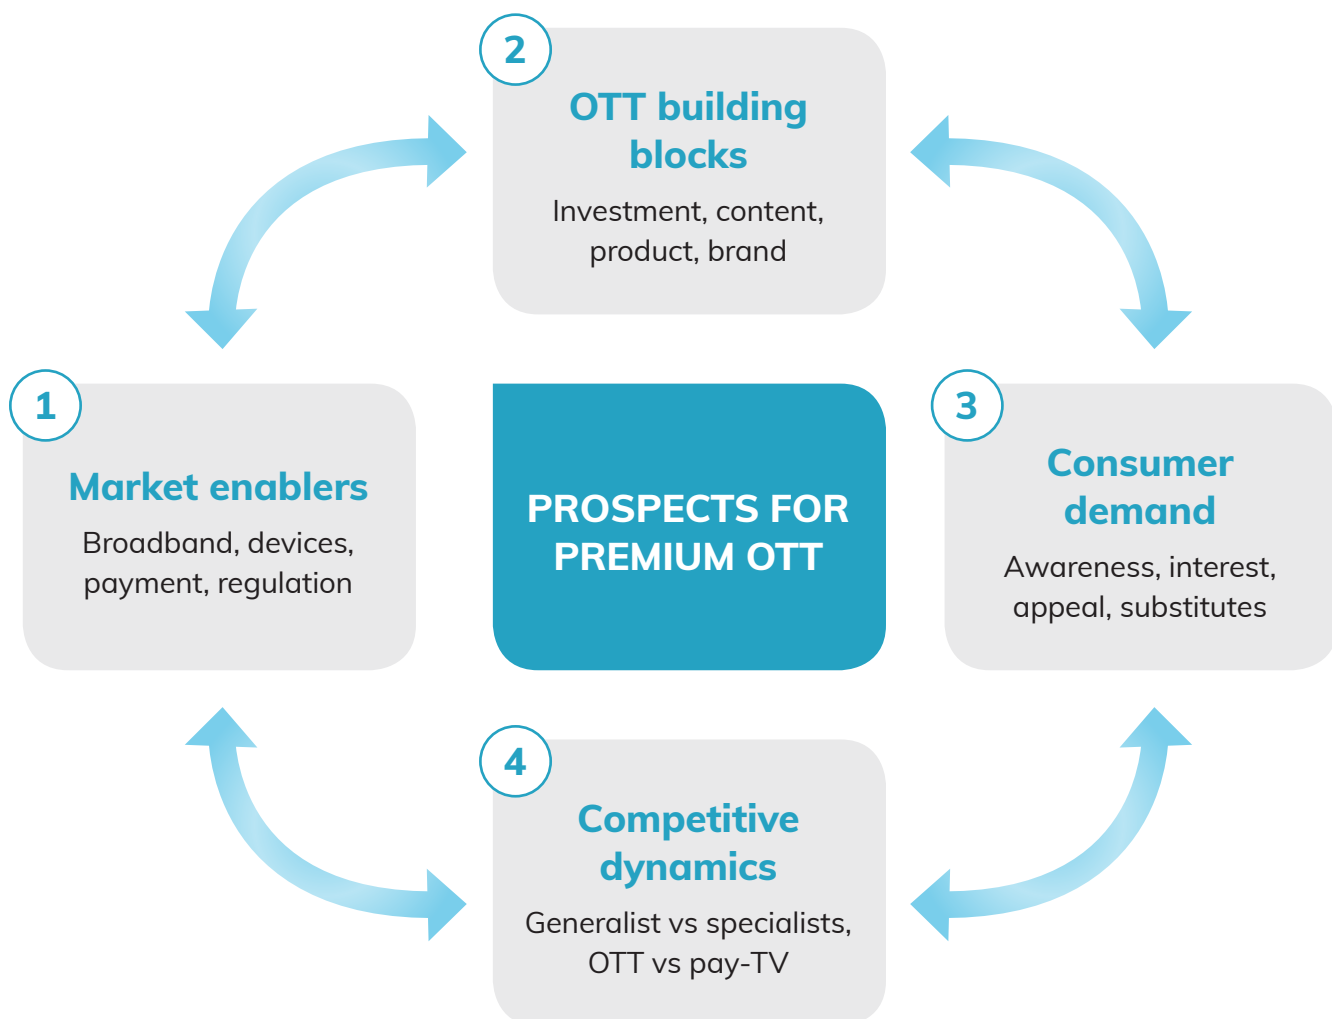 2
OTT building
blocks
Investment, content,
product, brand
1
Market enablers
Broadband, devices,
payment, regulation
PROSPECTS FOR
PREMIUM OTT
3
Consumer
demand
Awareness, interest,
appeal, substitutes
4
Competitive
dynamics
Generalist vs specialists,
OTT vs pay-TV